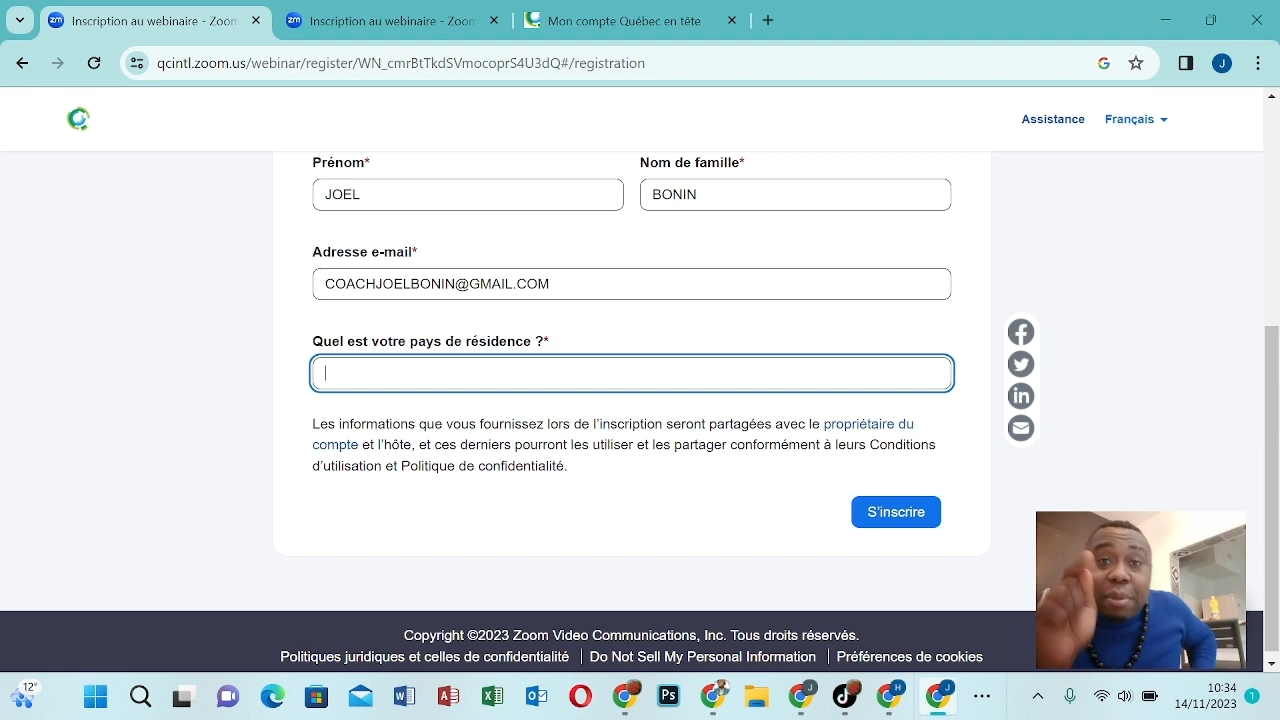 Inscription au webinaire - Zoom
Inscription au webinaire - Zoom
Mon compte Québec en tête
qcintl.zoom.us/webinar/register/WN_cmrBtTkdSVmocoprS4U3dQ#/registration
Assistance Français
Prénom* Nom de famille*
JOEL BONIN
Adresse e-mail*
COACHJOELBONIN@GMAIL.COM
Quel est votre pays de résidence ?*
Les informations que vous fournissez lors de l'inscription seront partagées avec le propriétaire du
compte et l'hôte, et ces derniers pourront les utiliser et les partager conformément à leurs Conditions
d'utilisation et Politique de confidentialité.
S'inscrire
Copyright ©2023 Zoom Video Communications, Inc. Tous droits réservés.
Politiques juridiques et celles de confidentialité | Do Not Sell My Personal Information | Préférences de cookies
12°
10:34
14/11/2023